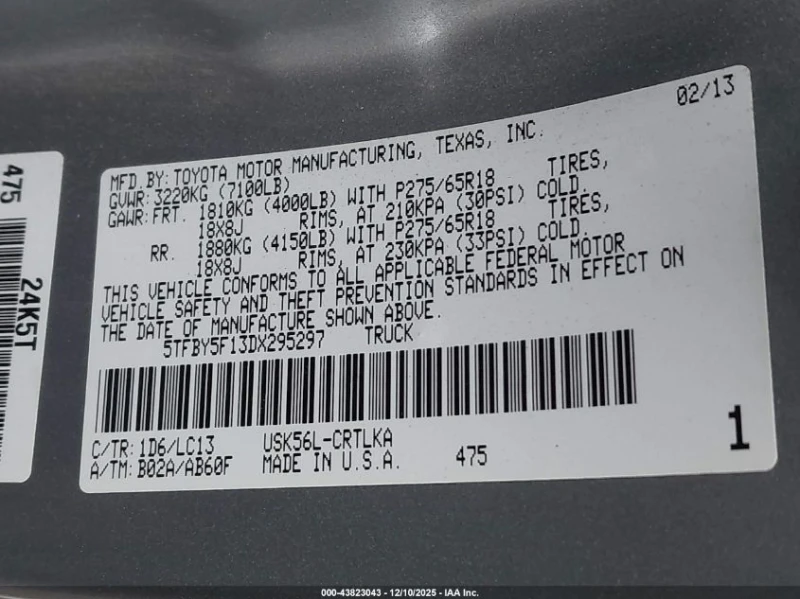 02/13
MFD.BY:TOYOTA MOTOR MANUFACTURING, TEXAS, INC.
GVWR:3220KG (7100LB)
GAWR:FRT. 1810KG (4000LB) WITH P275/65R18 TIRES,
18X8J RIMS, AT 210KPA (30PSI) COLD.
RR. 1880KG (4150LB) WITH P275/65R18 TIRES,
18X8J RIMS, AT 230KPA (33PSI) COLD.
THIS VEHICLE CONFORMS TO ALL APPLICABLE FEDERAL MOTOR
VEHICLE SAFETY AND THEFT PREVENTION STANDARDS IN EFFECT ON
THE DATE OF MANUFACTURE SHOWN ABOVE.
5TFBY5F13DX295297 TRUCK
C/TR:1D6/LC13 USK56L-CRTLKA
A/TM:B02A/AB60F MADE IN U.S.A. 475
1
475
24K5T
000-43823043 - 12/10/2025 - IAA Inc.